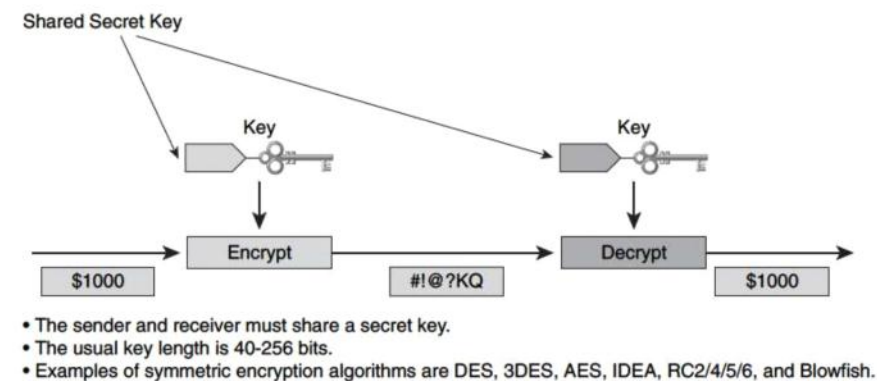 Shared Secret Key
Key
Key
Encrypt
Decrypt
$1000
#!@?KQ
$1000
• The sender and receiver must share a secret key.
• The usual key length is 40-256 bits.
• Examples of symmetric encryption algorithms are DES, 3DES, AES, IDEA, RC2/4/5/6, and Blowfish.